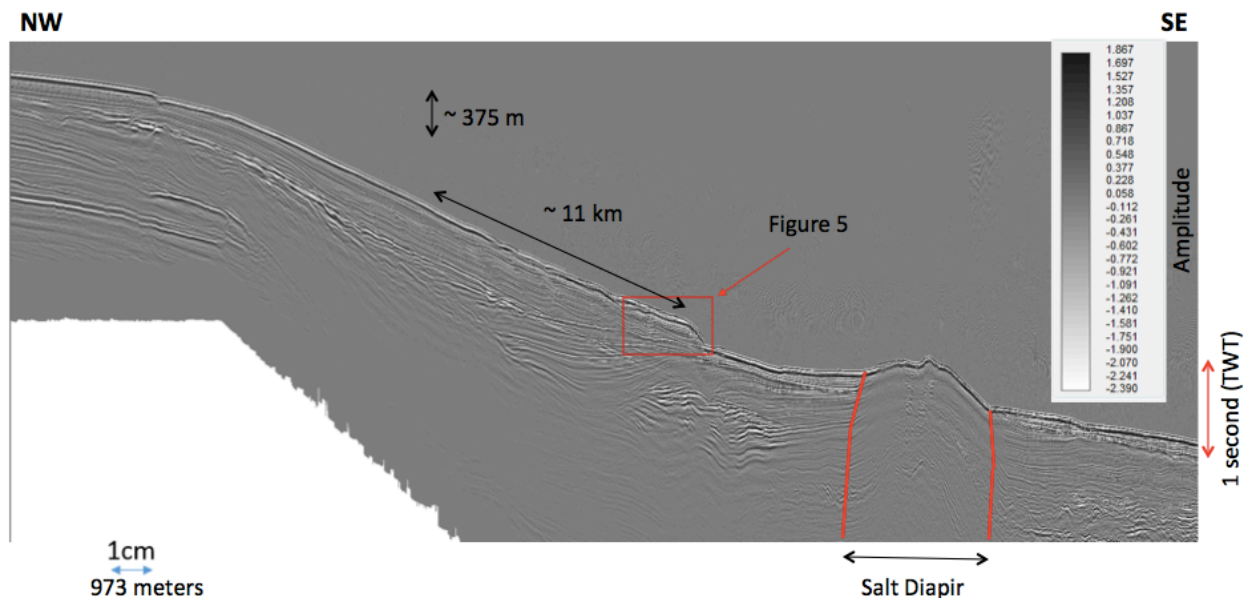 NW
SE
~ 375 m
~ 11 km
Figure 5
1.867
1.697
1.527
1.357
1.208
1.037
0.867
0.718
0.548
0.377
0.228
0.058
-0.112
-0.261
-0.431
-0.602
-0.772
-0.921
-1.091
-1.262
-1.410
-1.581
-1.751
-1.900
-2.070
-2.241
-2.390
Amplitude
1 second (TWT)
1cm
973 meters
Salt Diapir